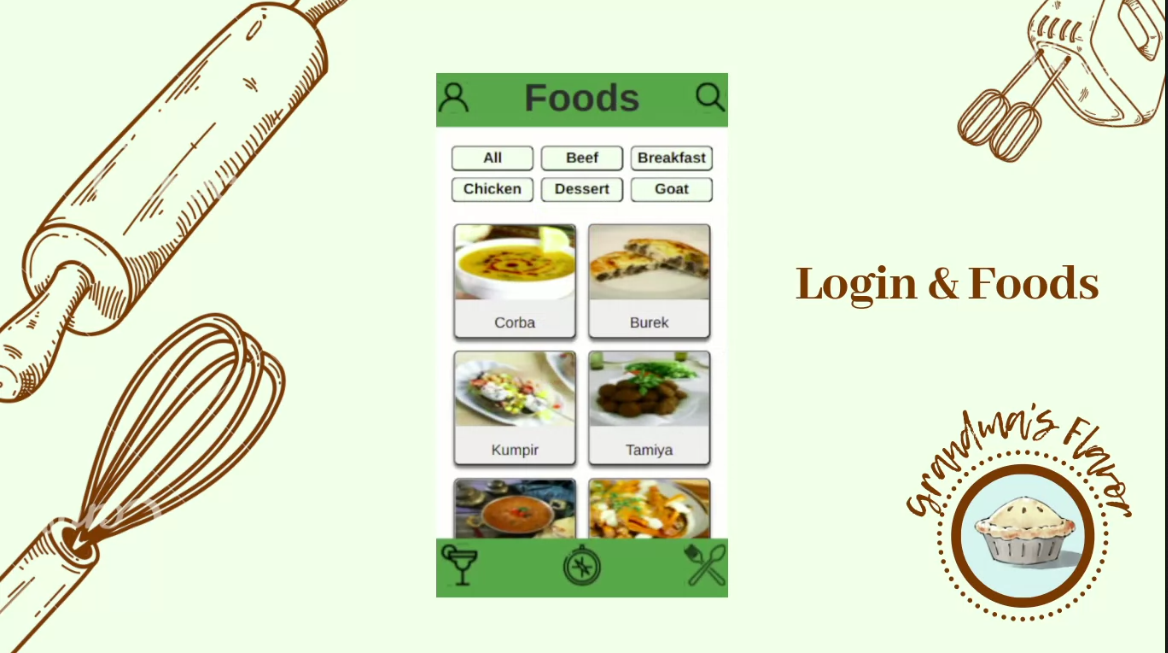 Foods
All Beef Breakfast
Chicken Dessert Goat
Corba Burek
Kumpir Tamiya
Login & Foods
Grandma's Flavor